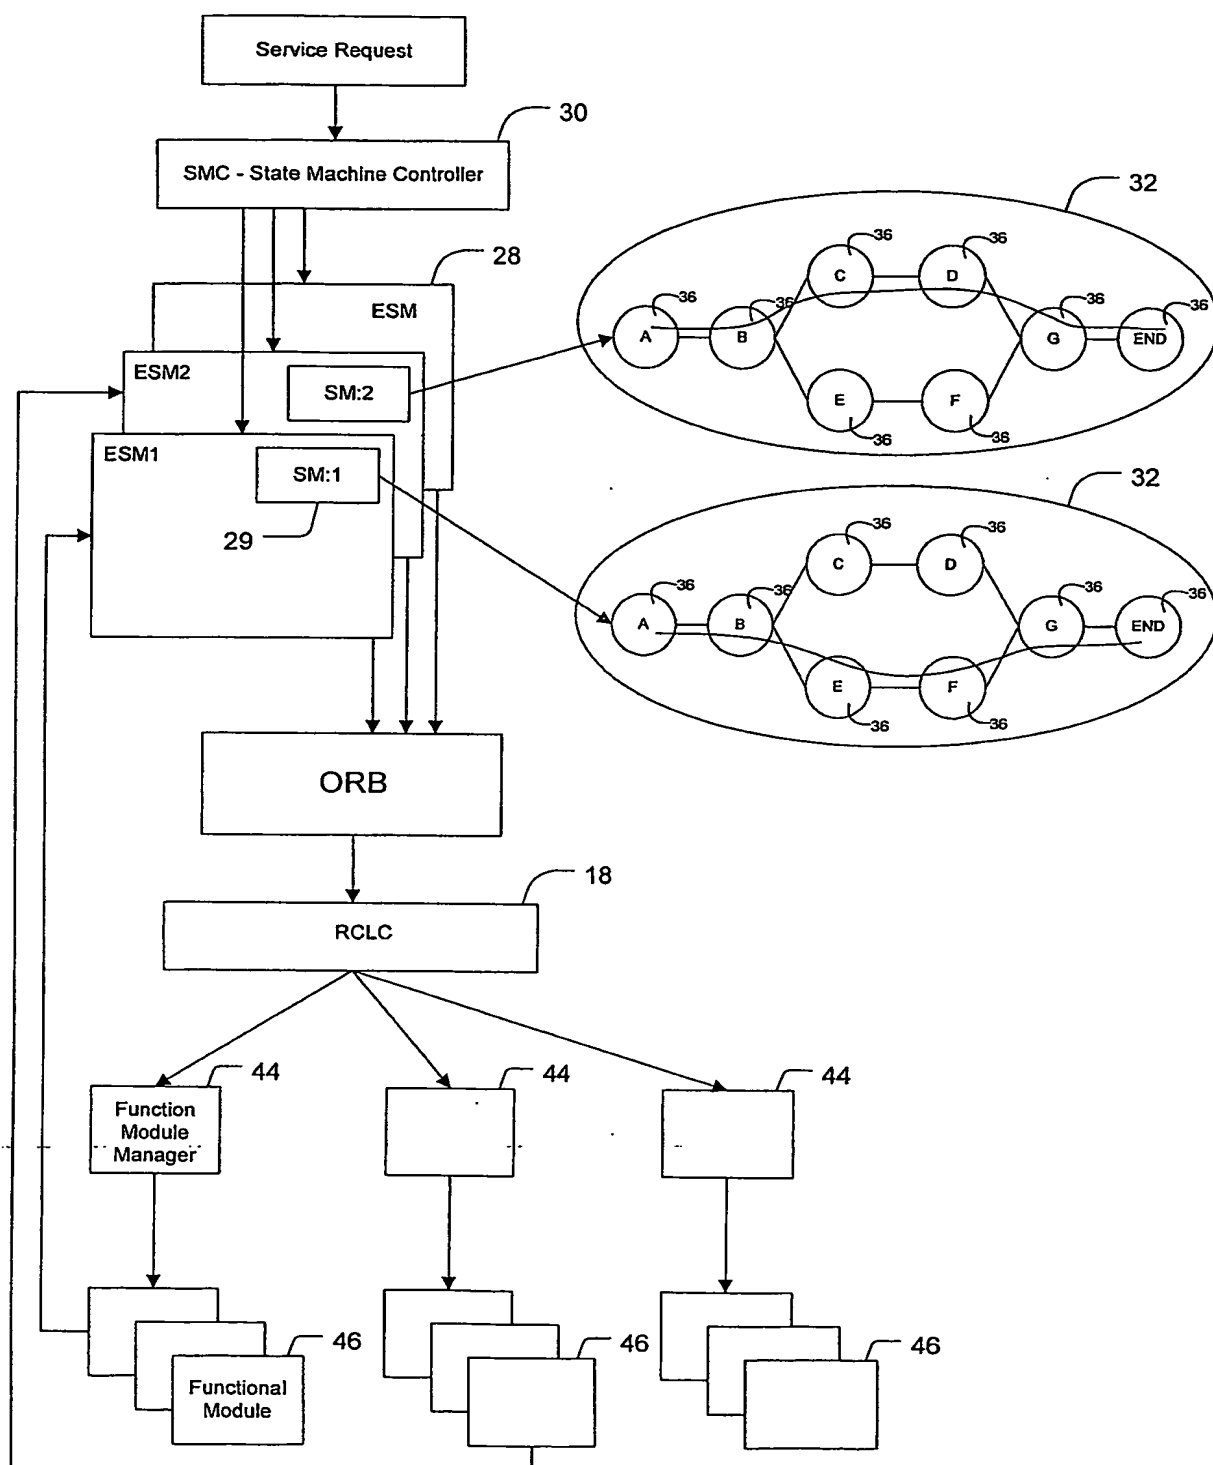 Service Request
30
SMC - State Machine Controller
32
28
36
36
C
D
ESM
36
36
36
36
A
B
G
END
ESM2
SM:2
E
F
36
36
ESM1
SM:1
32
29
36
36
C
D
36
36
36
36
A
B
G
END
E
F
36
36
ORB
18
RCLC
44
44
44
Function
Module
Manager
46
46
46
Functional
Module